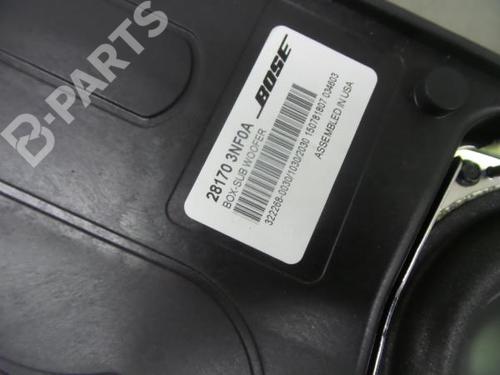 B-PARTS
BOSE
28170 3NF0A
BOX-SUB WOOFER
322268-0030/1030/2030 150781807 034603
ASSEMBLED IN USA